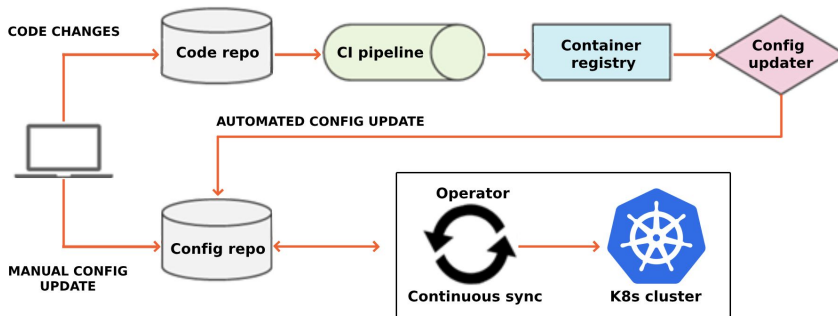 CODE CHANGES
Code repo
CI pipeline
Container
registry
Config
updater
AUTOMATED CONFIG UPDATE
Config repo
MANUAL CONFIG
UPDATE
Operator
Continuous sync
K8s cluster